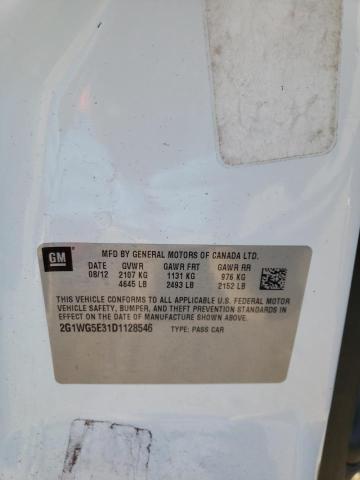 GM
MFD BY GENERAL MOTORS OF CANADA LTD.
DATE GVWR GAWR FRT GAWR RR
08/12 2107 KG 1131 KG 976 KG
4645 LB 2493 LB 2152 LB
THIS VEHICLE CONFORMS TO ALL APPLICABLE U.S. FEDERAL MOTOR
VEHICLE SAFETY, BUMPER, AND THEFT PREVENTION STANDARDS
IN EFFECT ON THE DATE OF MANUFACTURE SHOWN ABOVE.
2G1WG5E31D1128546 TYPE: PASS CAR